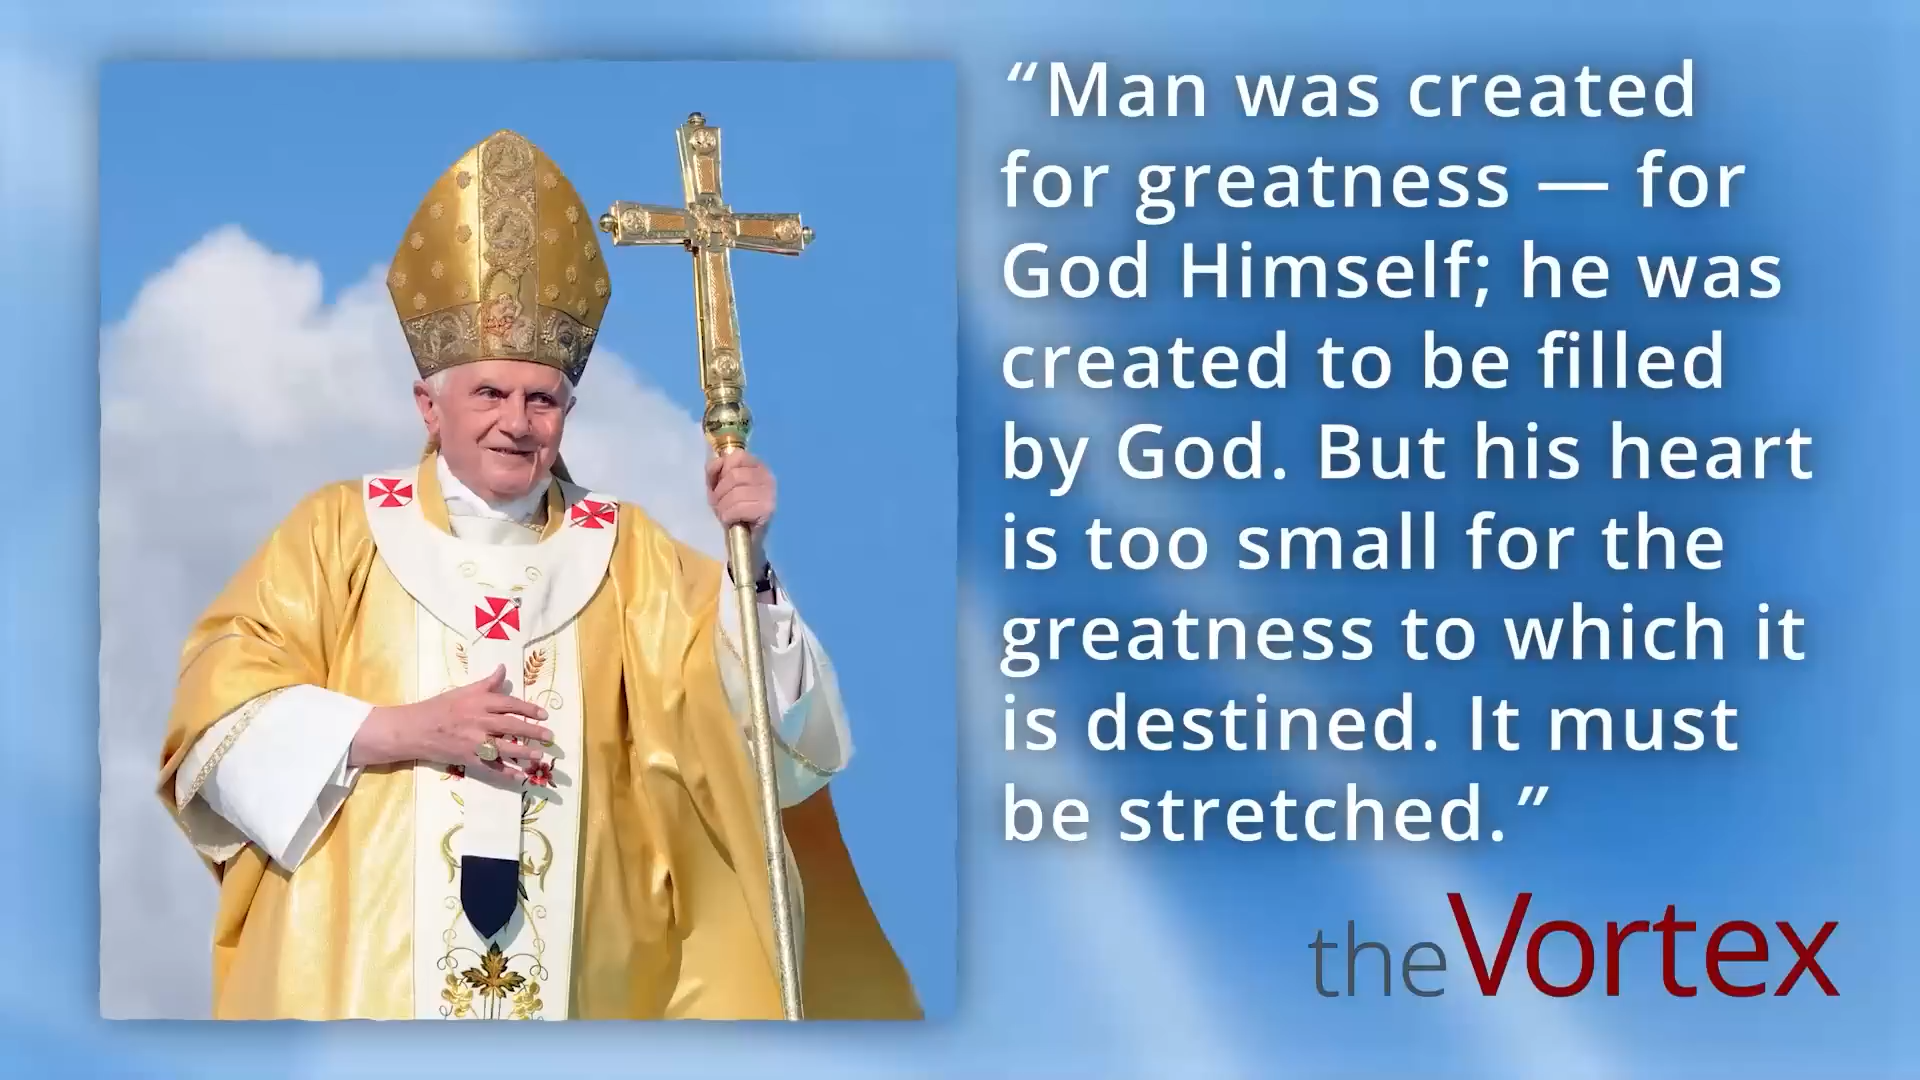 “Man was created
for greatness — for
God Himself; he was
created to be filled
by God. But his heart
is too small for the
greatness to which it
is destined. It must
be stretched.”
theVortex